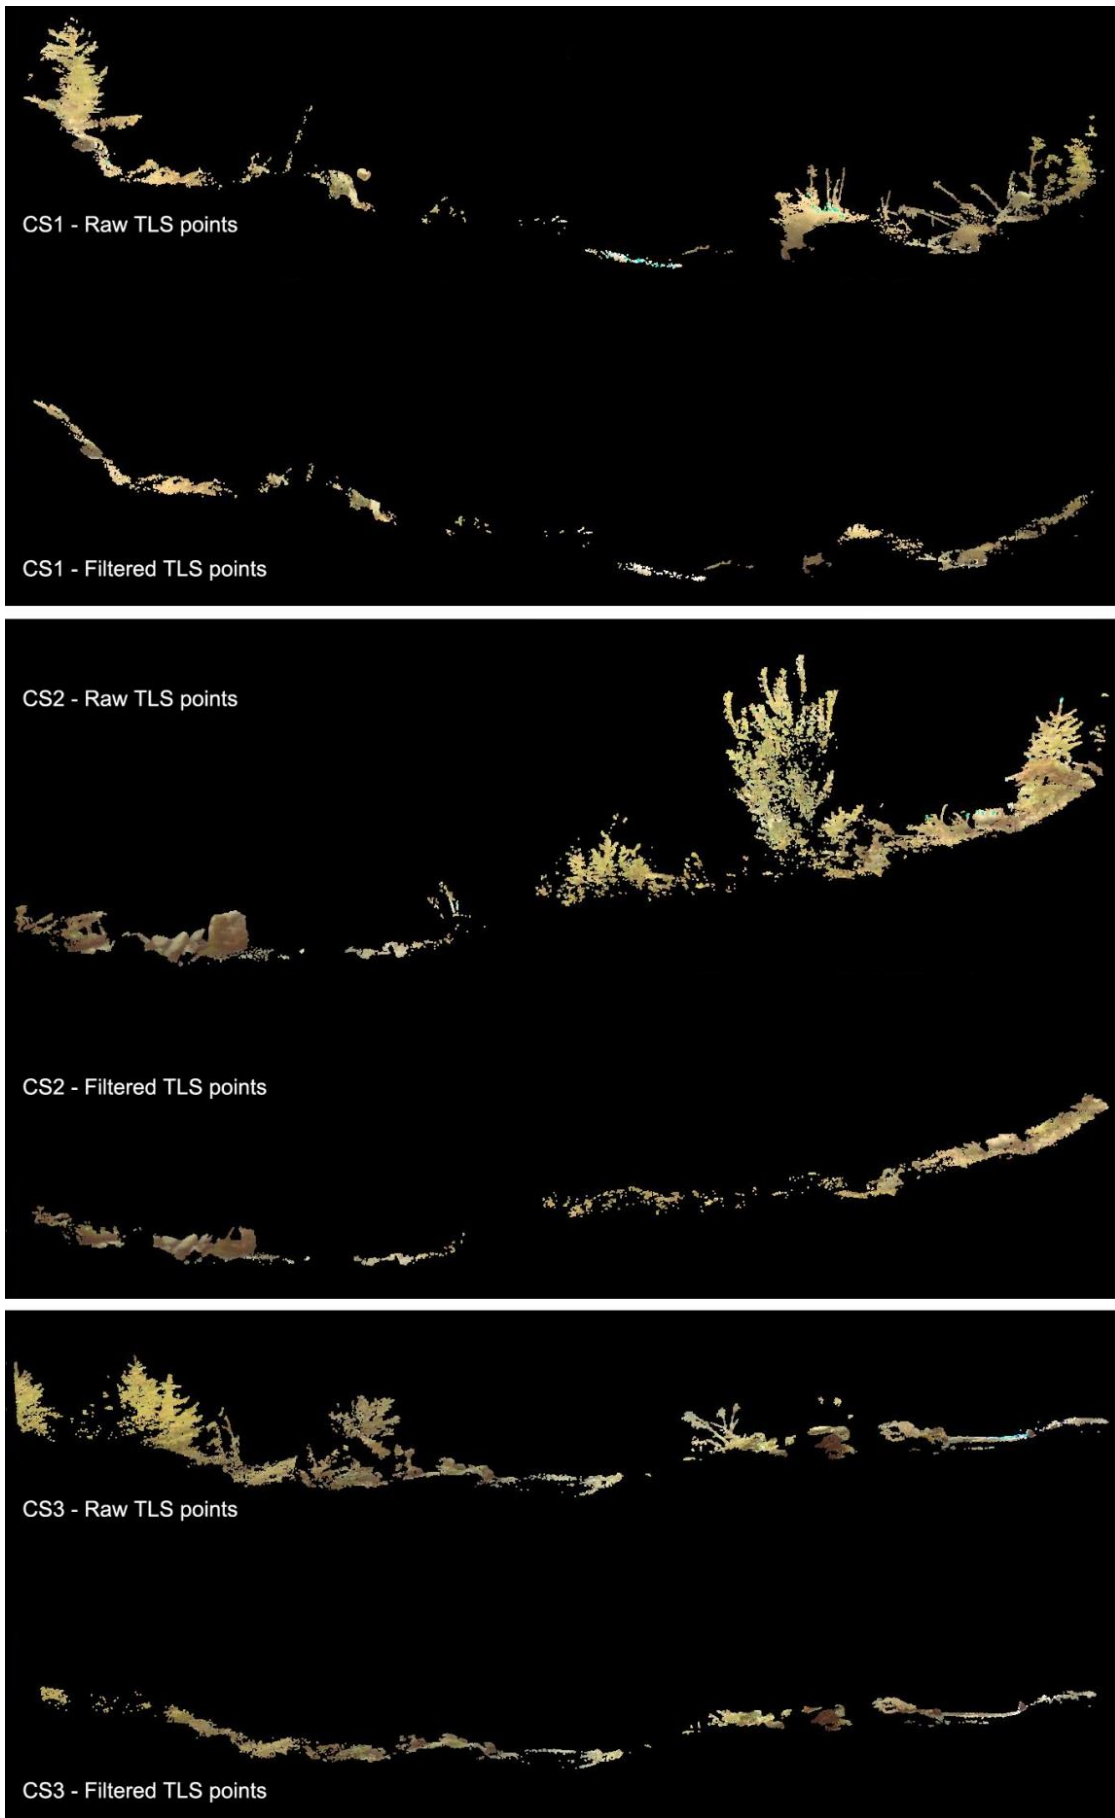 CS1 - Raw TLS points
CS1 - Filtered TLS points
CS2 - Raw TLS points
CS2 - Filtered TLS points
CS3 - Raw TLS points
CS3 - Filtered TLS points